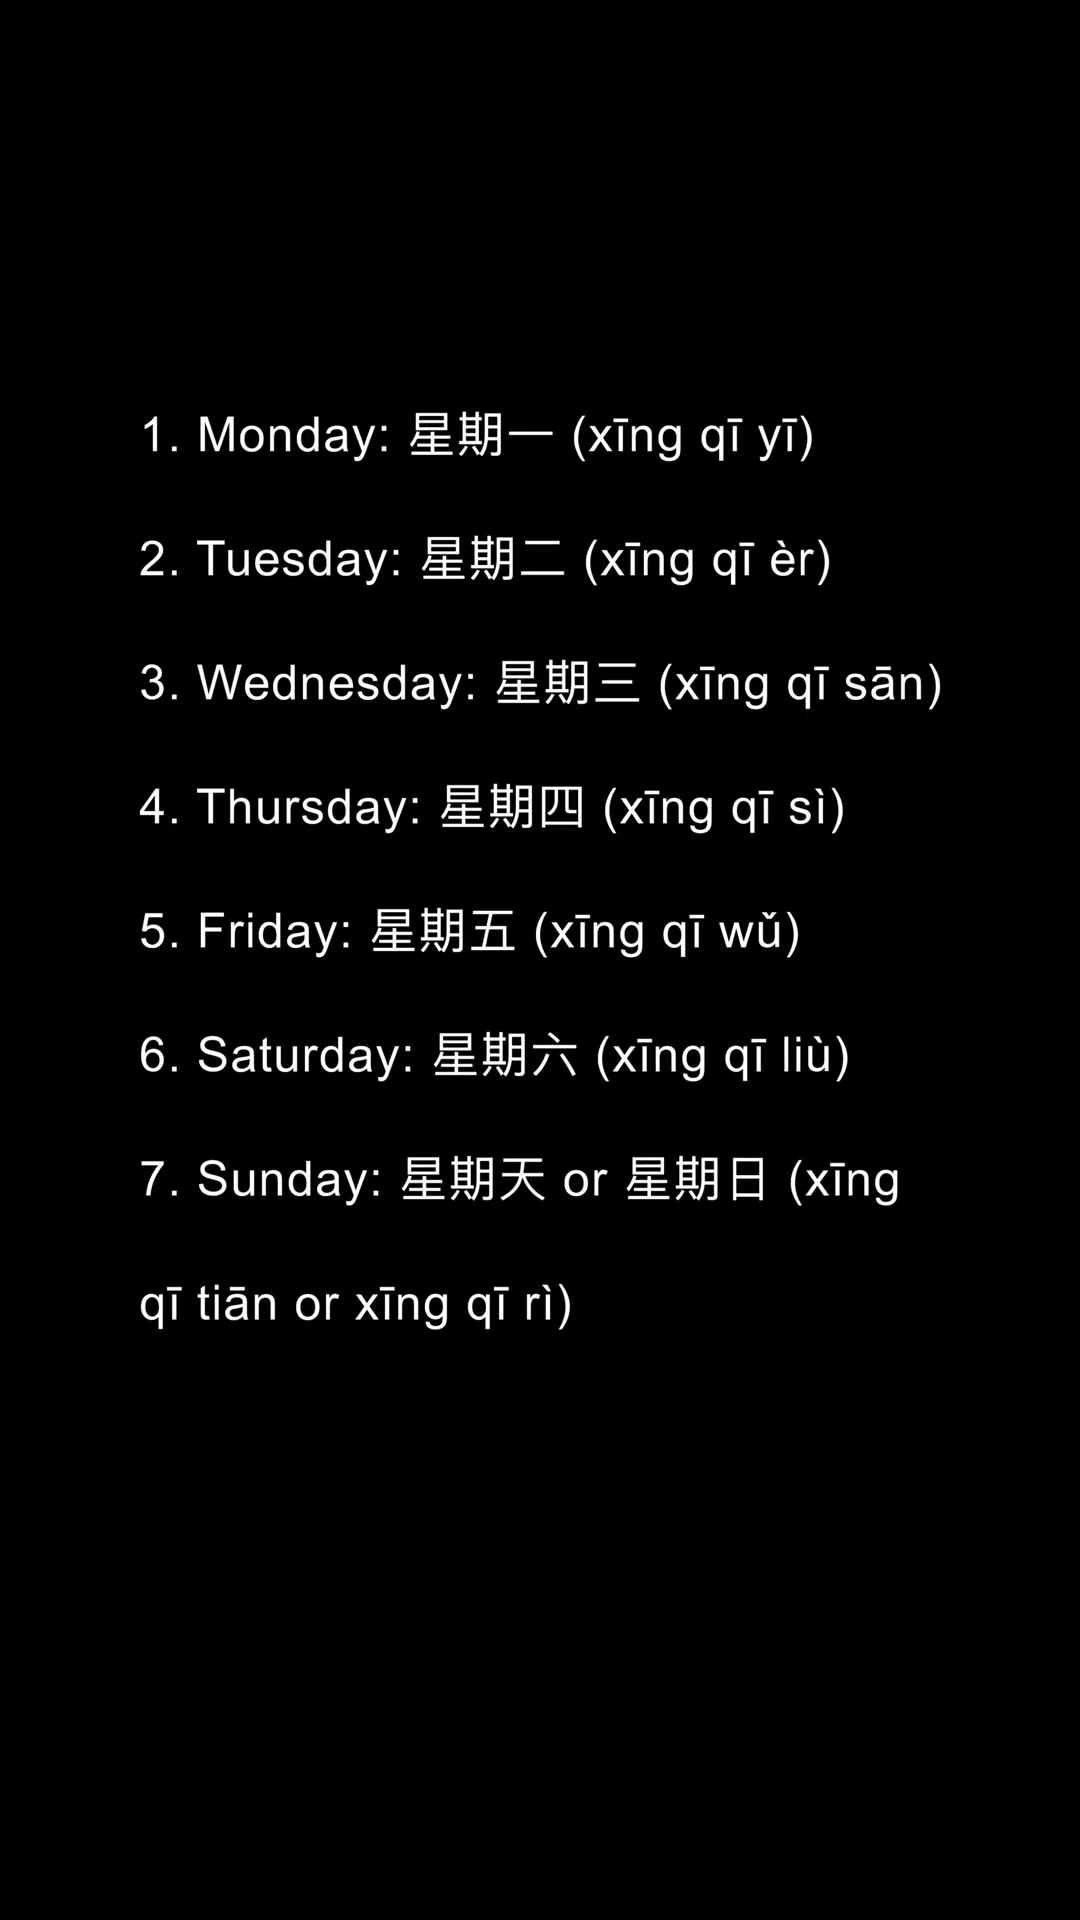 1. Monday: 星期一 (xīng qī yī)
2. Tuesday: 星期二 (xīng qī èr)
3. Wednesday: 星期三 (xīng qī sān)
4. Thursday: 星期四 (xīng qī sì)
5. Friday: 星期五 (xīng qī wǔ)
6. Saturday: 星期六 (xīng qī liù)
7. Sunday: 星期天 or 星期日 (xīng
qī tiān or xīng qī rì)